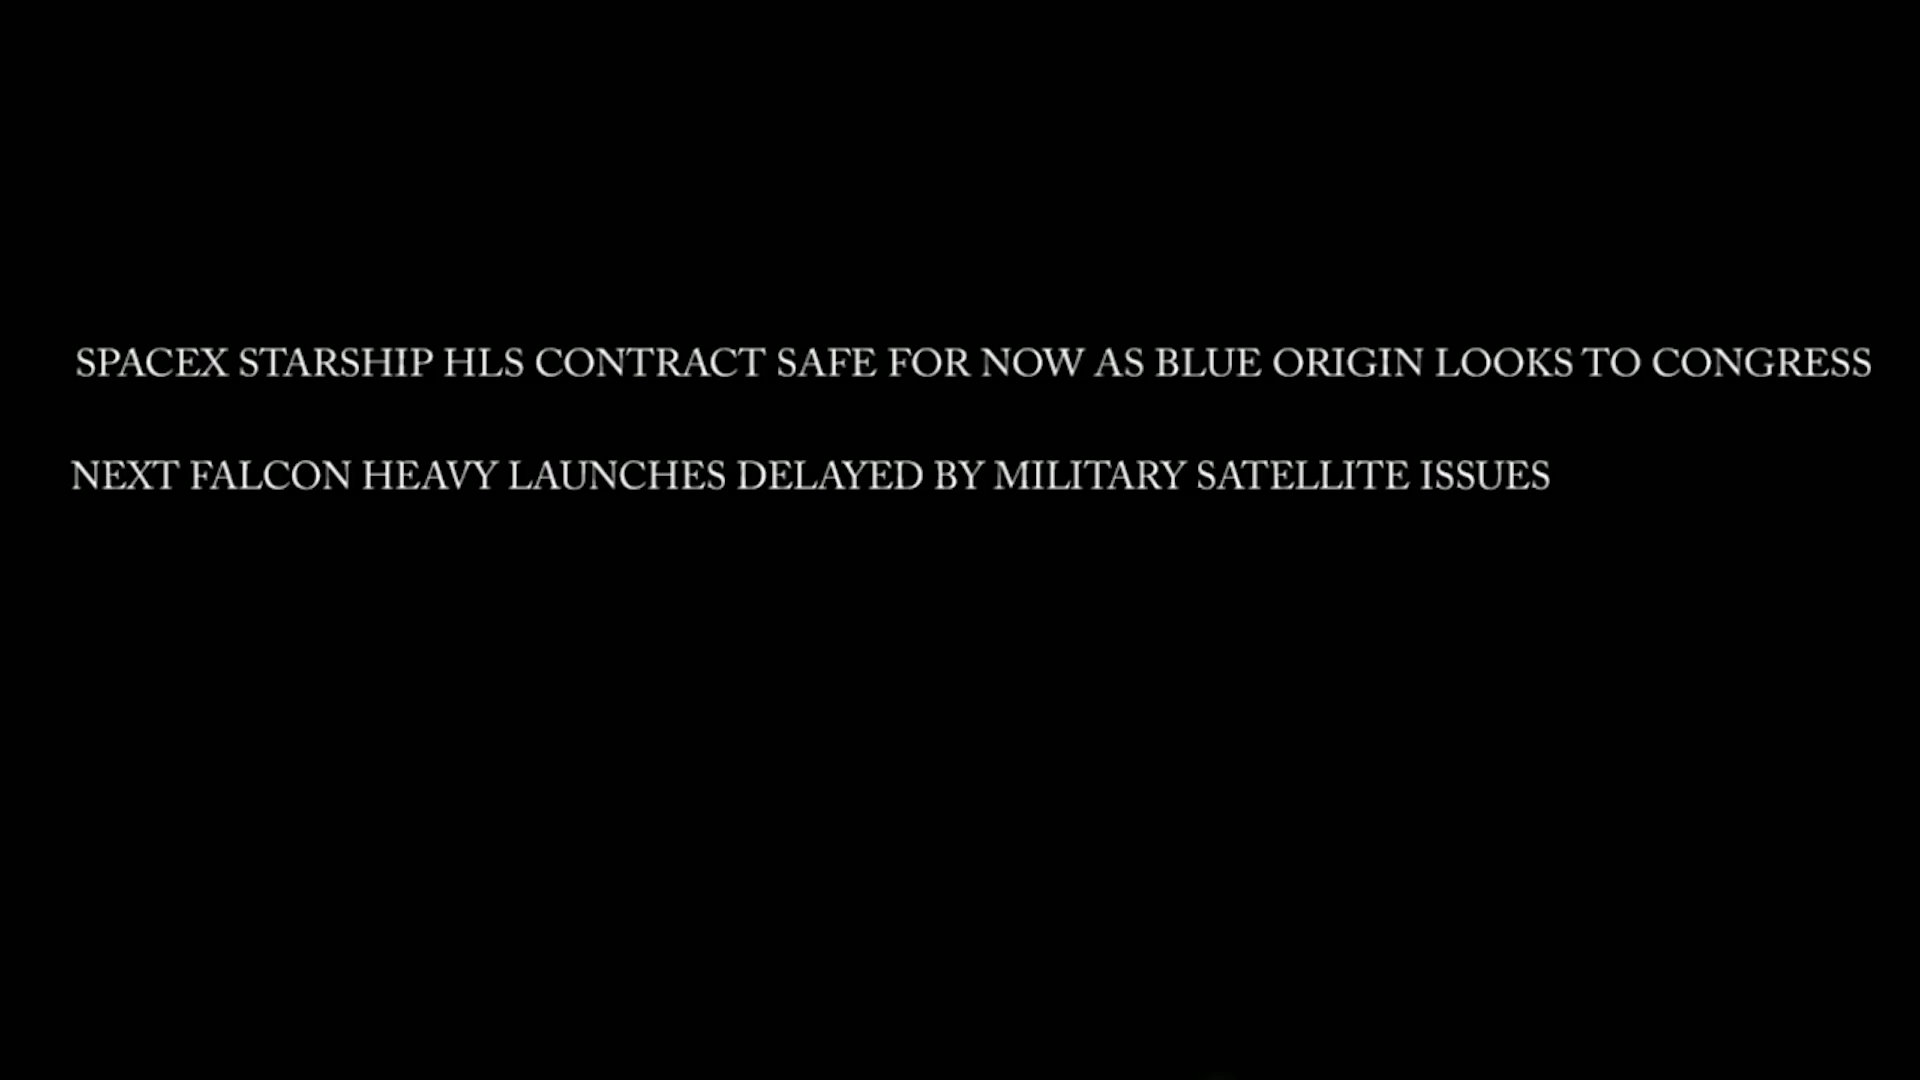 SPACEX STARSHIP HLS CONTRACT SAFE FOR NOW AS BLUE ORIGIN LOOKS TO CONGRESS
NEXT FALCON HEAVY LAUNCHES DELAYED BY MILITARY SATELLITE ISSUES